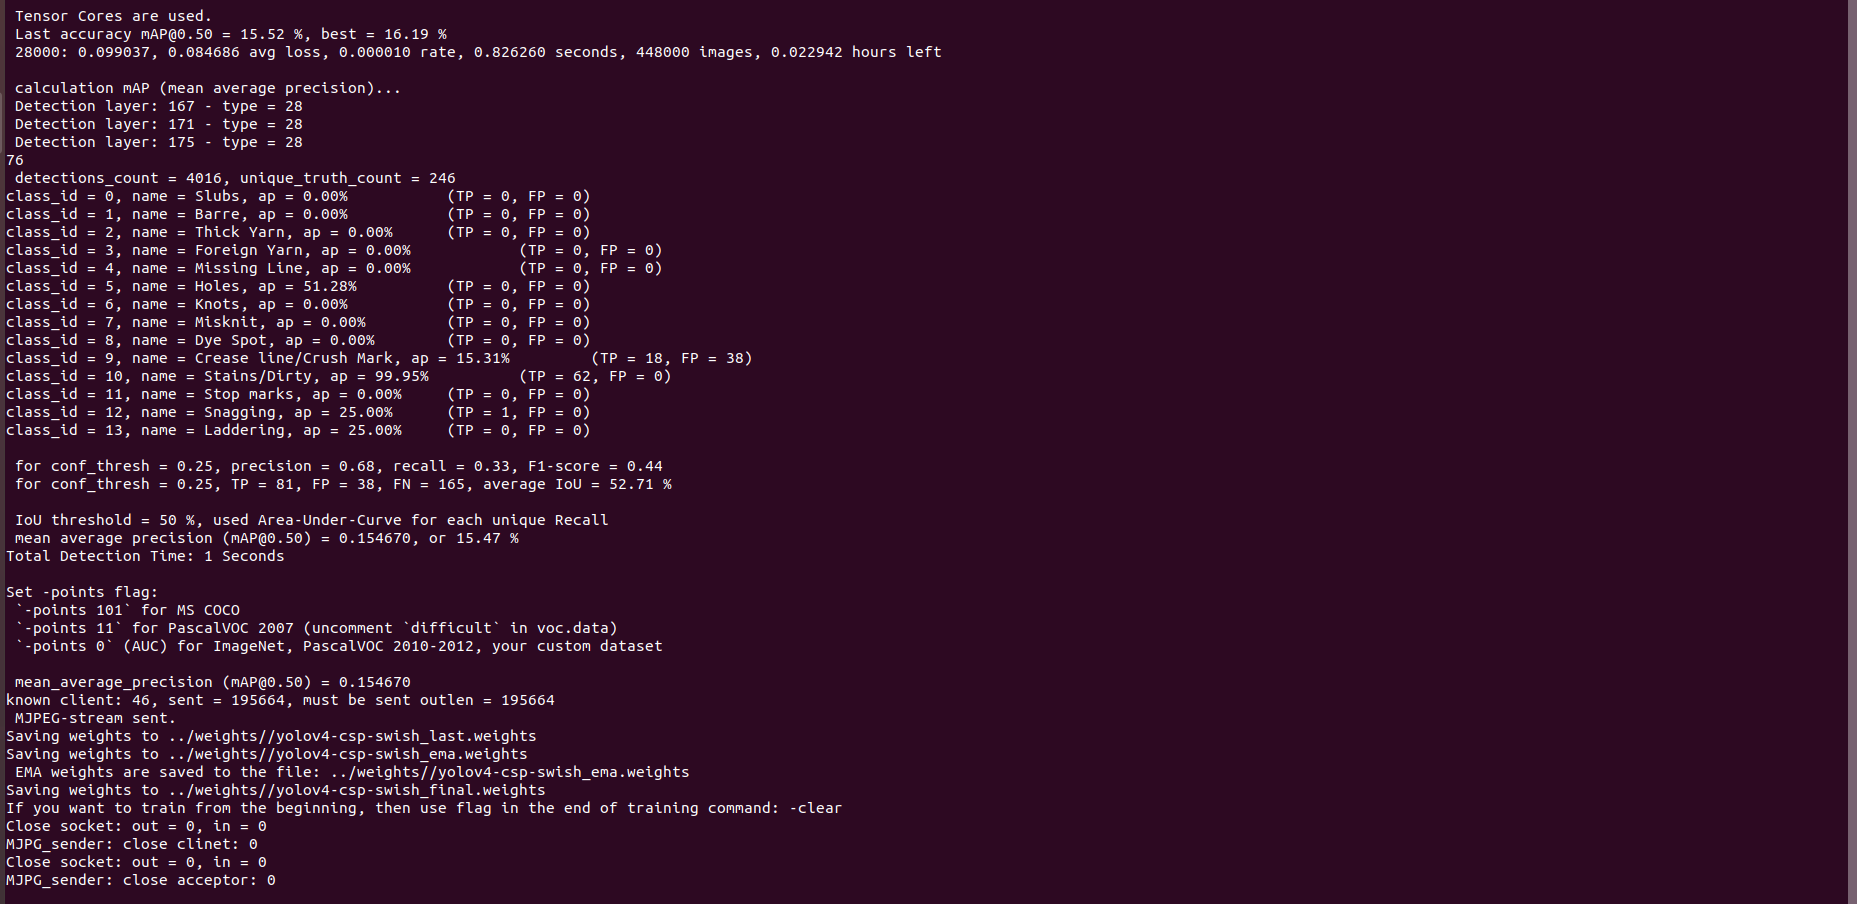 Tensor Cores are used.
Last accuracy mAP@0.50 = 15.52 %, best = 16.19 %
28000: 0.099037, 0.084686 avg loss, 0.000010 rate, 0.826260 seconds, 448000 images, 0.022942 hours left
calculation mAP (mean average precision)...
Detection layer: 167 - type = 28
Detection layer: 171 - type = 28
Detection layer: 175 - type = 28
76
detections_count = 4016, unique_truth_count = 246
class_id = 0, name = Slubs, ap = 0.00% (TP = 0, FP = 0)
class_id = 1, name = Barre, ap = 0.00% (TP = 0, FP = 0)
class_id = 2, name = Thick Yarn, ap = 0.00% (TP = 0, FP = 0)
class_id = 3, name = Foreign Yarn, ap = 0.00% (TP = 0, FP = 0)
class_id = 4, name = Missing Line, ap = 0.00% (TP = 0, FP = 0)
class_id = 5, name = Holes, ap = 51.28% (TP = 0, FP = 0)
class_id = 6, name = Knots, ap = 0.00% (TP = 0, FP = 0)
class_id = 7, name = Misknit, ap = 0.00% (TP = 0, FP = 0)
class_id = 8, name = Dye Spot, ap = 0.00% (TP = 0, FP = 0)
class_id = 9, name = Crease line/Crush Mark, ap = 15.31% (TP = 18, FP = 38)
class_id = 10, name = Stains/Dirty, ap = 99.95% (TP = 62, FP = 0)
class_id = 11, name = Stop marks, ap = 0.00% (TP = 0, FP = 0)
class_id = 12, name = Snagging, ap = 25.00% (TP = 1, FP = 0)
class_id = 13, name = Laddering, ap = 25.00% (TP = 0, FP = 0)
for conf_thresh = 0.25, precision = 0.68, recall = 0.33, F1-score = 0.44
for conf_thresh = 0.25, TP = 81, FP = 38, FN = 165, average IoU = 52.71 %
IoU threshold = 50 %, used Area-Under-Curve for each unique Recall
mean average precision (mAP@0.50) = 0.154670, or 15.47 %
Total Detection Time: 1 Seconds
Set -points flag:
`-points 101` for MS COCO
`-points 11` for PascalVOC 2007 (uncomment `difficult` in voc.data)
`-points 0` (AUC) for ImageNet, PascalVOC 2010-2012, your custom dataset
mean_average_precision (mAP@0.50) = 0.154670
known client: 46, sent = 195664, must be sent outlen = 195664
MJPEG-stream sent.
Saving weights to ../weights//yolov4-csp-swish_last.weights
Saving weights to ../weights//yolov4-csp-swish_ema.weights
EMA weights are saved to the file: ../weights//yolov4-csp-swish_ema.weights
Saving weights to ../weights//yolov4-csp-swish_final.weights
If you want to train from the beginning, then use flag in the end of training command: -clear
Close socket: out = 0, in = 0
MJPG_sender: close clinet: 0
Close socket: out = 0, in = 0
MJPG_sender: close acceptor: 0